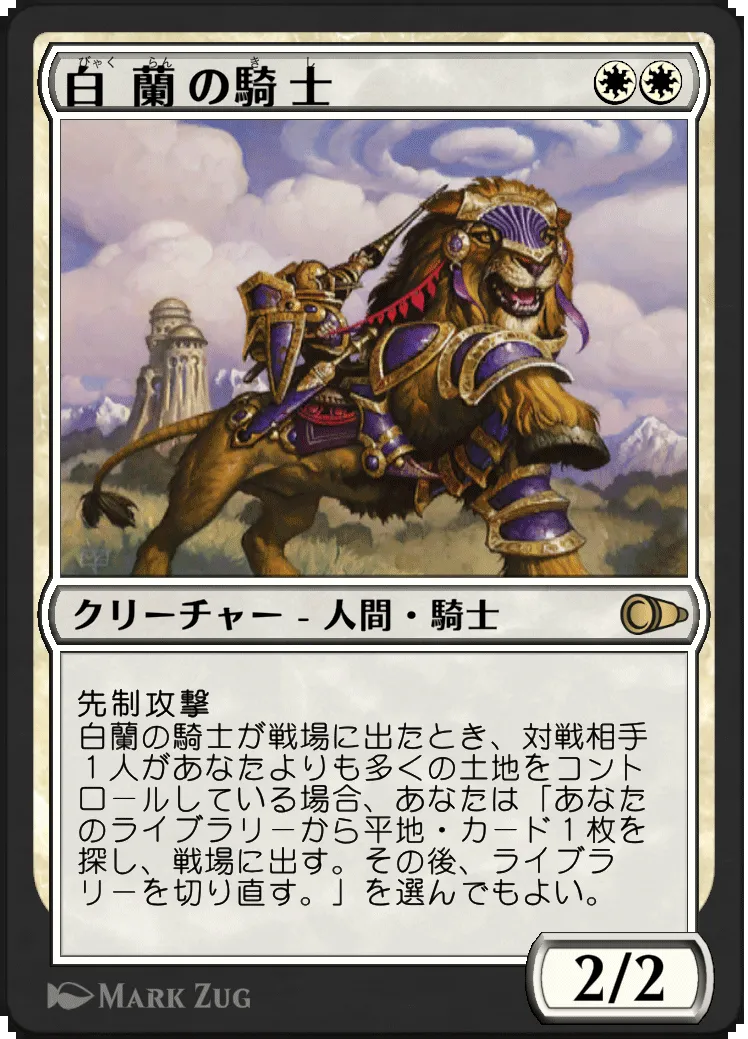 びゃく らん き し
白蘭の騎士
クリーチャー - 人間・騎士
先制攻撃
白蘭の騎士が戦場に出たとき、対戦相手
１人があなたよりも多くの土地をコント
ロールしている場合、あなたは「あなた
のライブラリーから平地・カード１枚を
探し、戦場に出す。その後、ライブラ
リーを切り直す。」を選んでもよい。
2/2
MARK ZUG